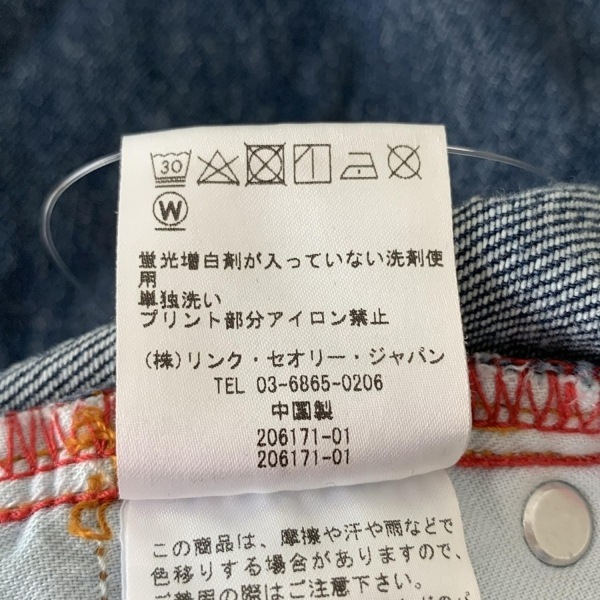 30
W
蛍光増白剤が入っていない洗剤使
用
単独洗い
プリント部分アイロン禁止
(株)リンク・セオリー・ジャパン
TEL 03-6865-0206
中国製
206171-01
206171-01
この商品は、摩擦や汗や雨などで
色移りする場合がありますので、
ご着用の際はご注意下さい。